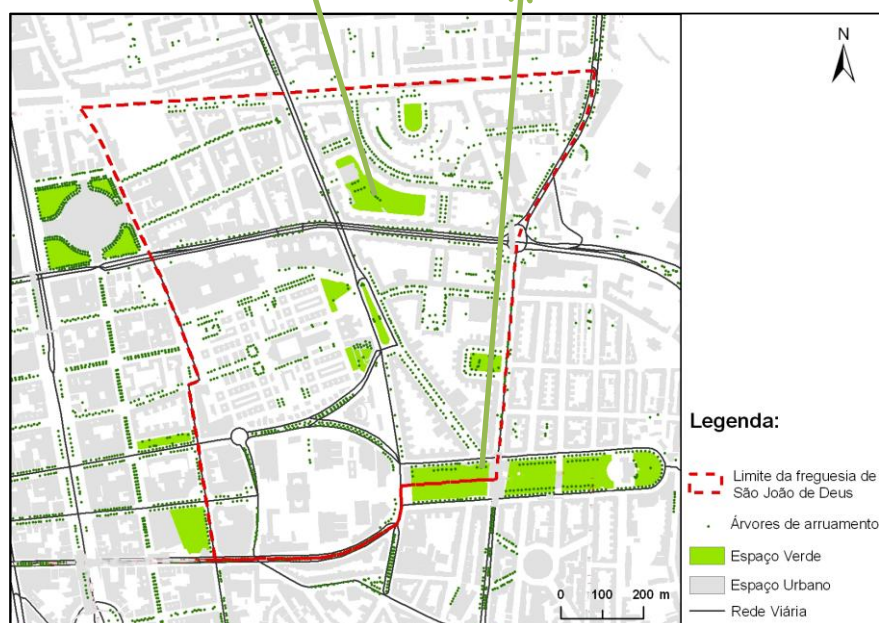 N
Legenda:
Limite da freguesia de
São João de Deus
Árvores de arruamento
Espaço Verde
Espaço Urbano
Rede Viária
0 100 200 m